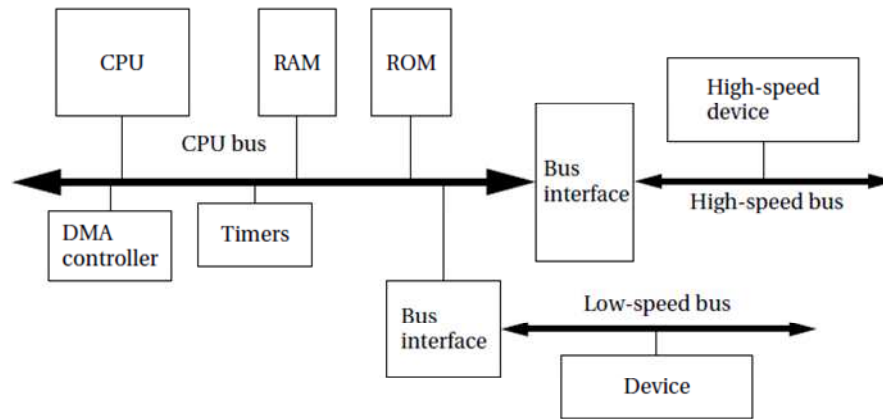 CPU
RAM
ROM
High-speed
device
CPU bus
Bus
interface
High-speed bus
DMA
controller
Timers
Bus
interface
Low-speed bus
Device